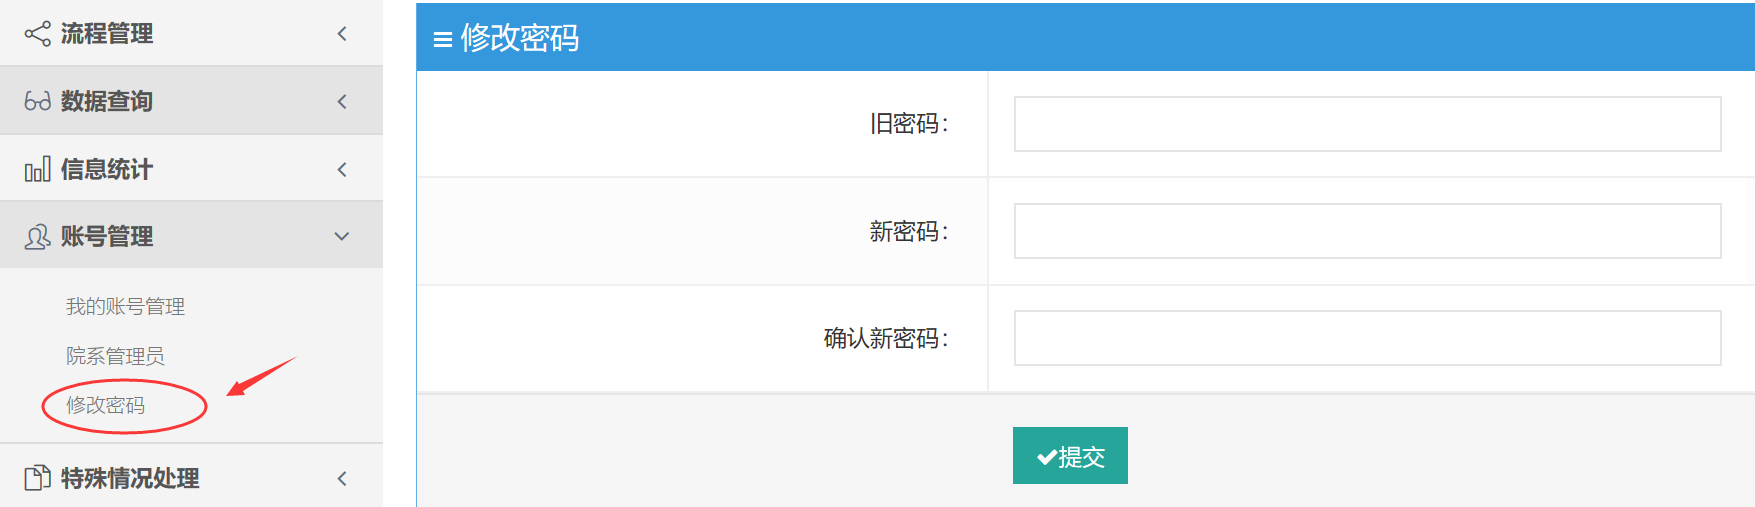 流程管理
数据查询
信息统计
账号管理
我的账号管理
院系管理员
修改密码
特殊情况处理
修改密码
旧密码：
新密码：
确认新密码：
提交